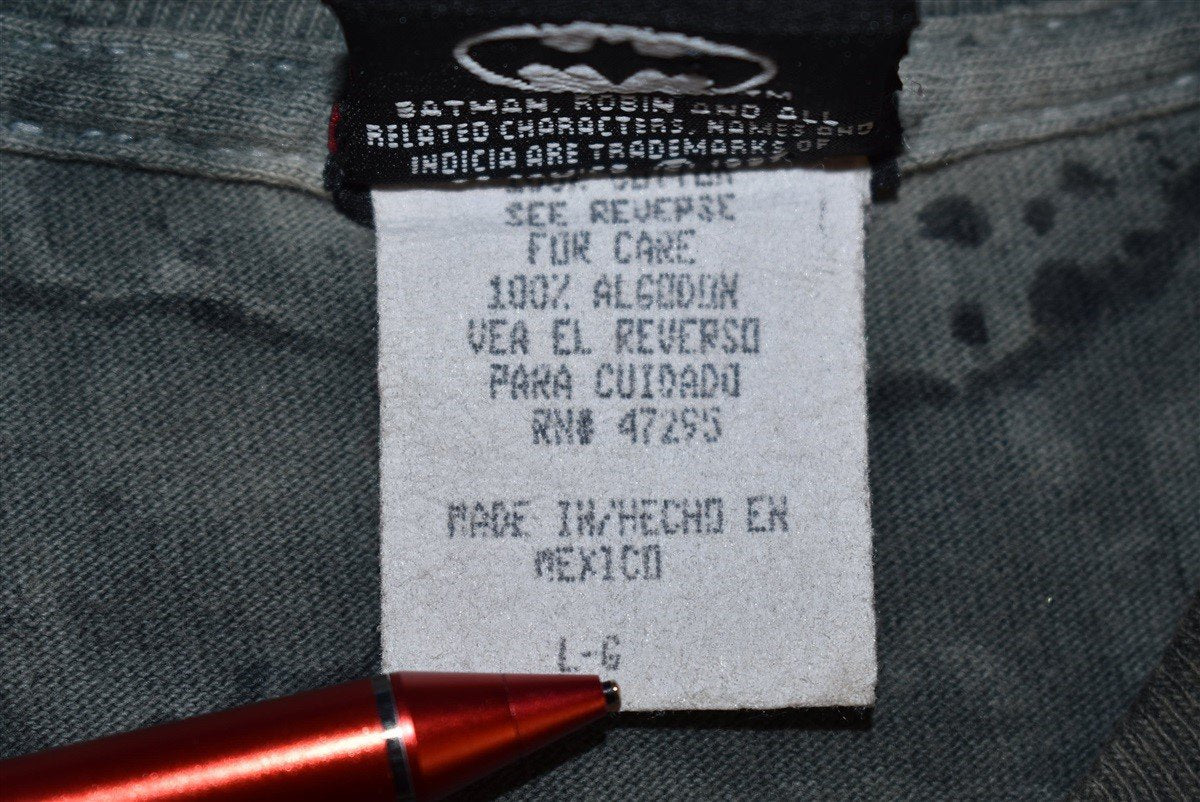 TM
BATMAN, ROBIN AND ALL
RELATED CHARACTERS, NAMES AND
INDICIA ARE TRADEMARKS OF
SEE REVERSE
FOR CARE
100% ALGODON
VEA EL REVERSO
PARA CUIDADO
RN# 47295
MADE IN/HECHO EN
MEXICO
L-G